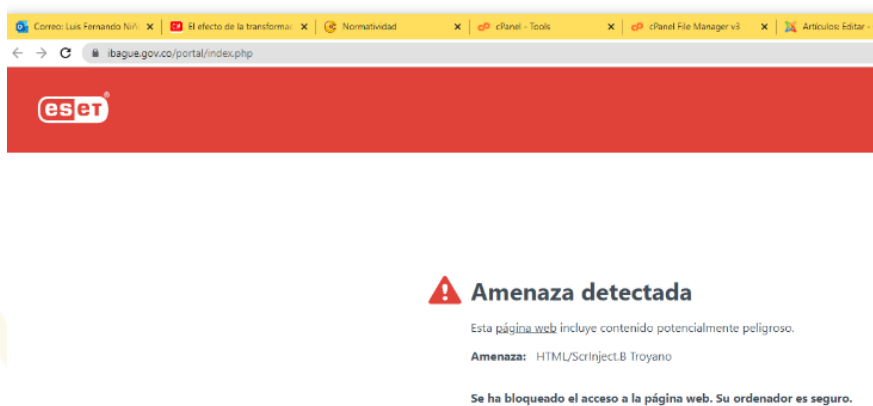 Correo: Luis Fernando Niñ
El efecto de la transformac
Normatividad
cPanel - Tools
cPanel File Manager v3
Artículos: Editar -
ibague.gov.co/portal/index.php
eseT
Amenaza detectada
Esta página web incluye contenido potencialmente peligroso.
Amenaza: HTML/ScrInject.B Troyano
Se ha bloqueado el acceso a la página web. Su ordenador es seguro.